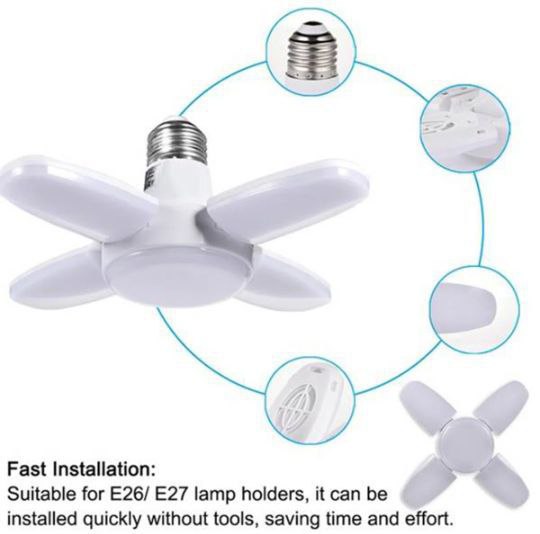 Fast Installation:
Suitable for E26/ E27 lamp holders, it can be
installed quickly without tools, saving time and effort.